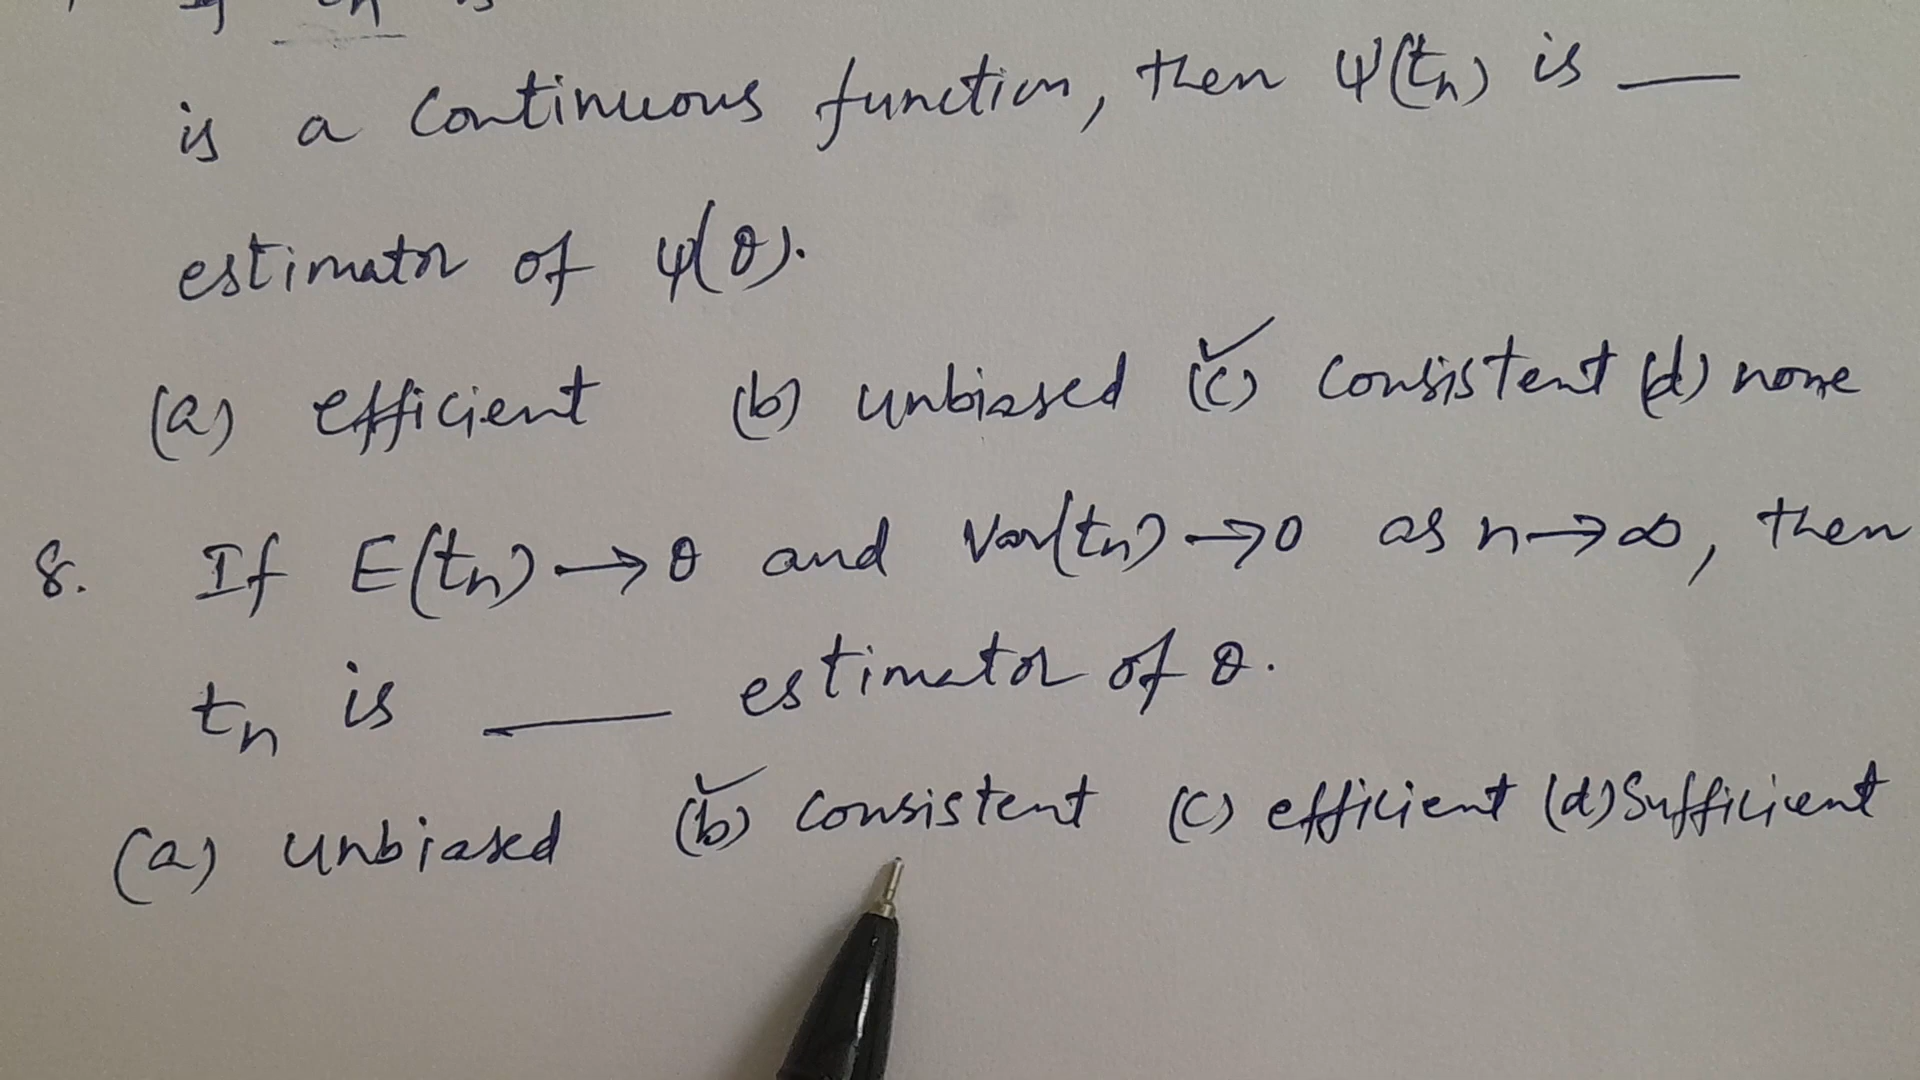 is a continuous function, then ψ(tn) is ___
estimator of ψ(θ).
(a) efficient (b) unbiased (c) consistent (d) none
8. If E(tn) → θ and Var(tn) → 0 as n → ∞, then
tn is ___ estimator of θ.
(a) unbiased (b) consistent (c) efficient (d) Sufficient